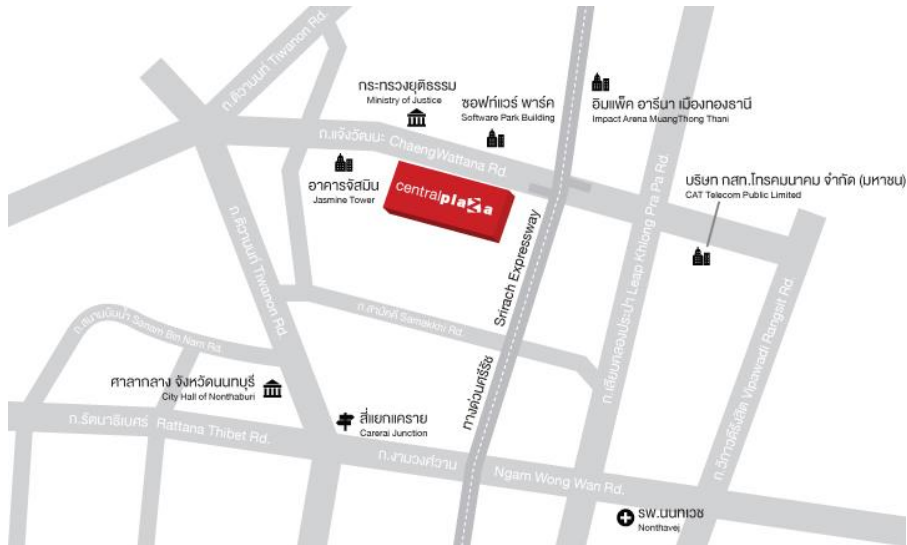 ถ.ติวานนท์ Tiwanon Rd.
กระทรวงยุติธรรม
Ministry of Justice
ซอฟท์แวร์ พาร์ค
Software Park Building
อิมแพ็ค อารีนา เมืองทองธานี
Impact Arena MuangThong Thani
ถ.แจ้งวัฒนะ ChaengWattana Rd.
อาคารจัสมิน
Jasmine Tower
centralplaza
บริษัท กสท.โทรคมนาคม จำกัด (มหาชน)
CAT Telecom Public Limited
ถ.ติวานนท์ Tiwanon Rd.
ทางด่วนศรีรัช Srirach Expressway
ถ.เลียบคลองประปา Leap Khlong Pra Pa Rd.
ถ.วิภาวดีรังสิต Vipawadi Rangsit Rd.
ถ.สามัคคี Samakkhi Rd.
ถ.สนามบินน้ำ Sanam Bin Nam Rd.
ศาลากลาง จังหวัดนนทบุรี
City Hall of Nonthaburi
สี่แยกแคราย
Carerai Junction
ถ.รัตนาธิเบศร์ Rattana Thibet Rd.
ถ.งามวงศ์วาน Ngam Wong Wan Rd.
รพ.นนทเวช
Nonthavej